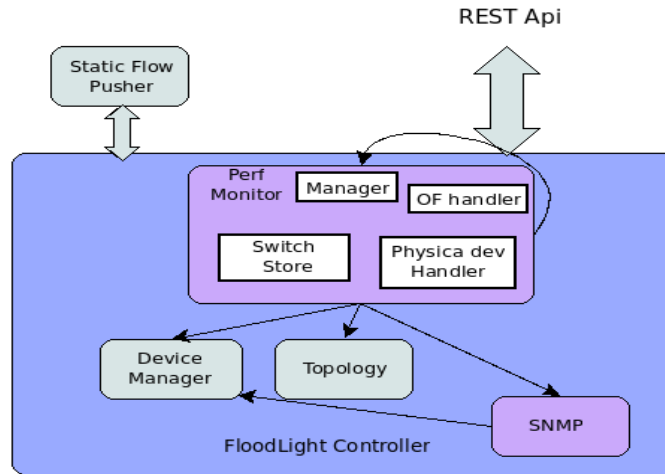 REST Api
Static Flow
Pusher
Perf
Monitor
Manager
OF handler
Switch
Store
Physica dev
Handler
Device
Manager
Topology
SNMP
FloodLight Controller